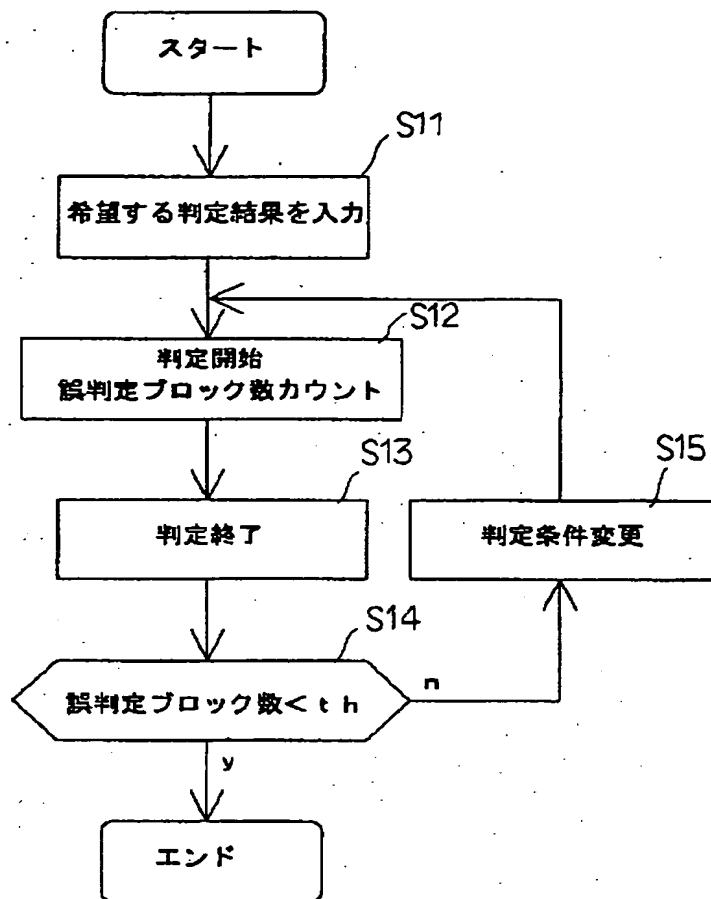 スタート
S11
希望する判定結果を入力
S12
判定開始
誤判定ブロック数カウント
S13
判定終了
S15
判定条件変更
S14
誤判定ブロック数<th
n
y
エンド